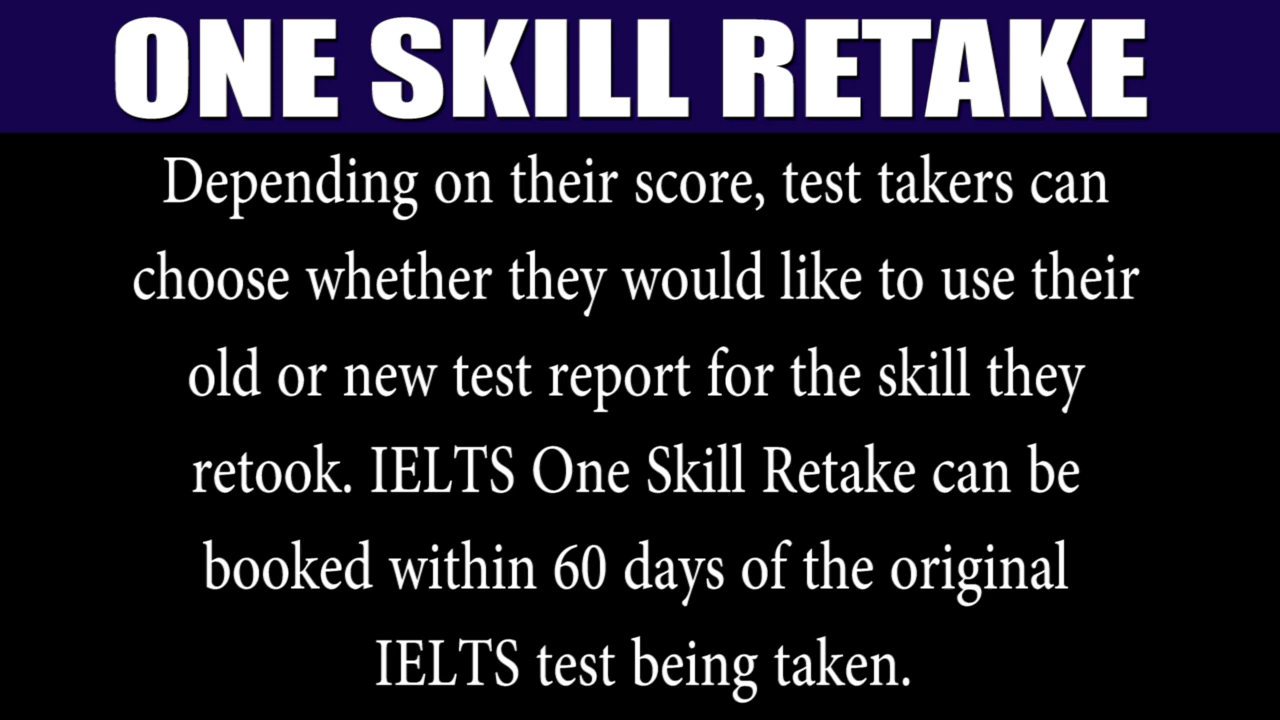 ONE SKILL RETAKE
Depending on their score, test takers can
choose whether they would like to use their
old or new test report for the skill they
retook. IELTS One Skill Retake can be
booked within 60 days of the original
IELTS test being taken.